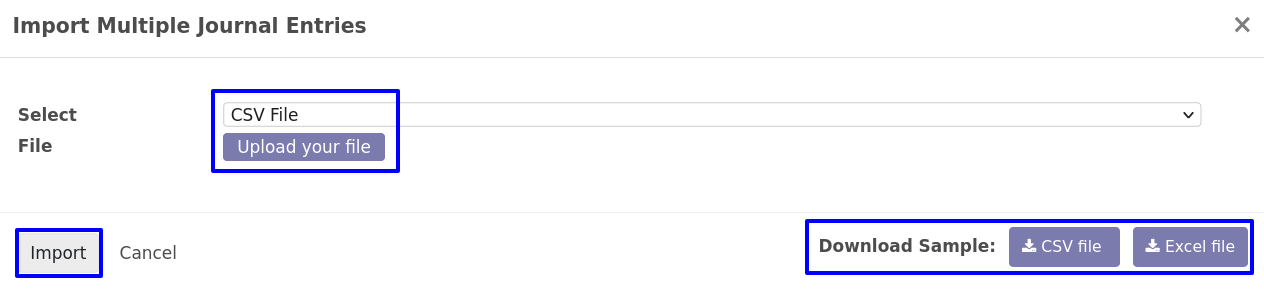 Import Multiple Journal Entries
Select CSV File
File Upload your file
Import Cancel Download Sample: CSV file Excel file